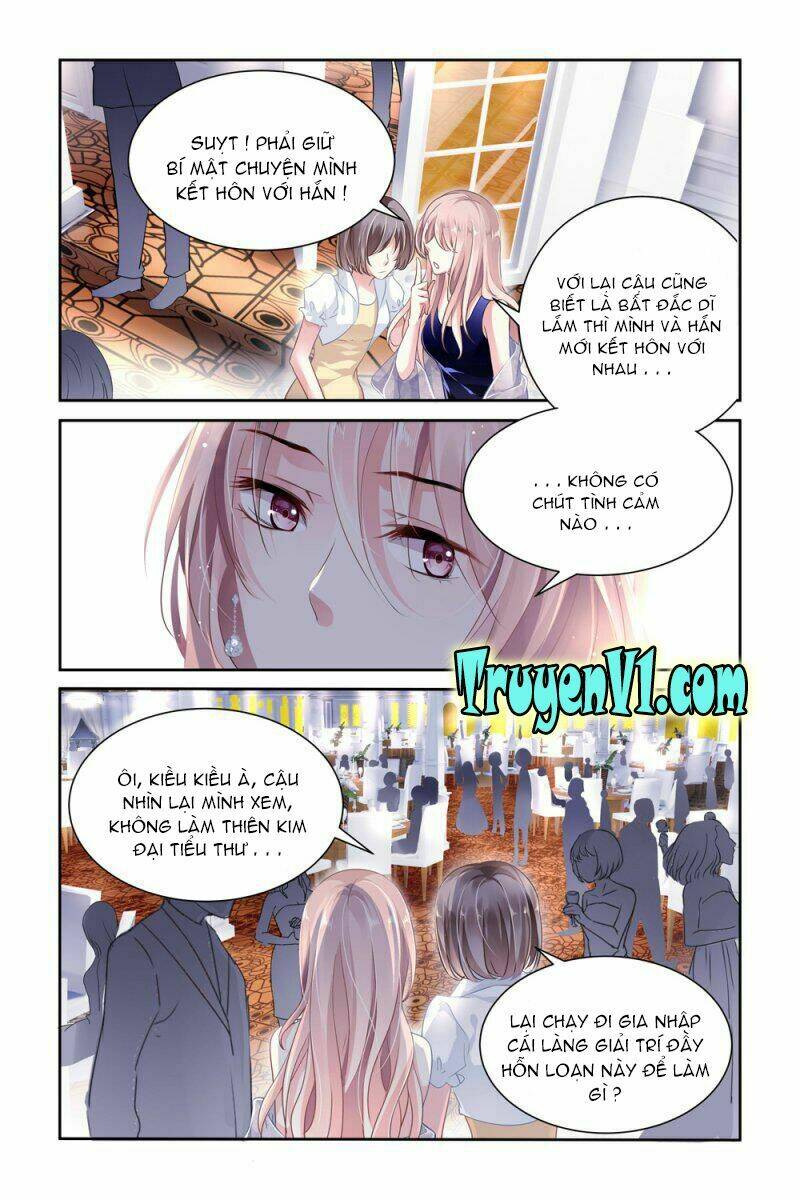 SUỴT ! PHẢI GIỮ
BÍ MẬT CHUYỆN MÌNH
KẾT HÔN VỚI HẮN !
VỚI LẠI CẬU CŨNG
BIẾT LÀ BẤT ĐẮC DĨ
LẮM THÌ MÌNH VÀ HẮN
MỚI KẾT HÔN VỚI
NHAU . . .
. . . KHÔNG CÓ
CHÚT TÌNH CẢM
NÀO . . .
TruyenV1.com
ÔI, KIỀU KIỀU À, CẬU
NHÌN LẠI MÌNH XEM,
KHÔNG LÀM THIÊN KIM
ĐẠI TIỂU THƯ . . .
LẠI CHẠY ĐI GIA NHẬP
CÁI LÀNG GIẢI TRÍ ĐẦY
HỖN LOẠN NÀY ĐỂ LÀM
GÌ ?